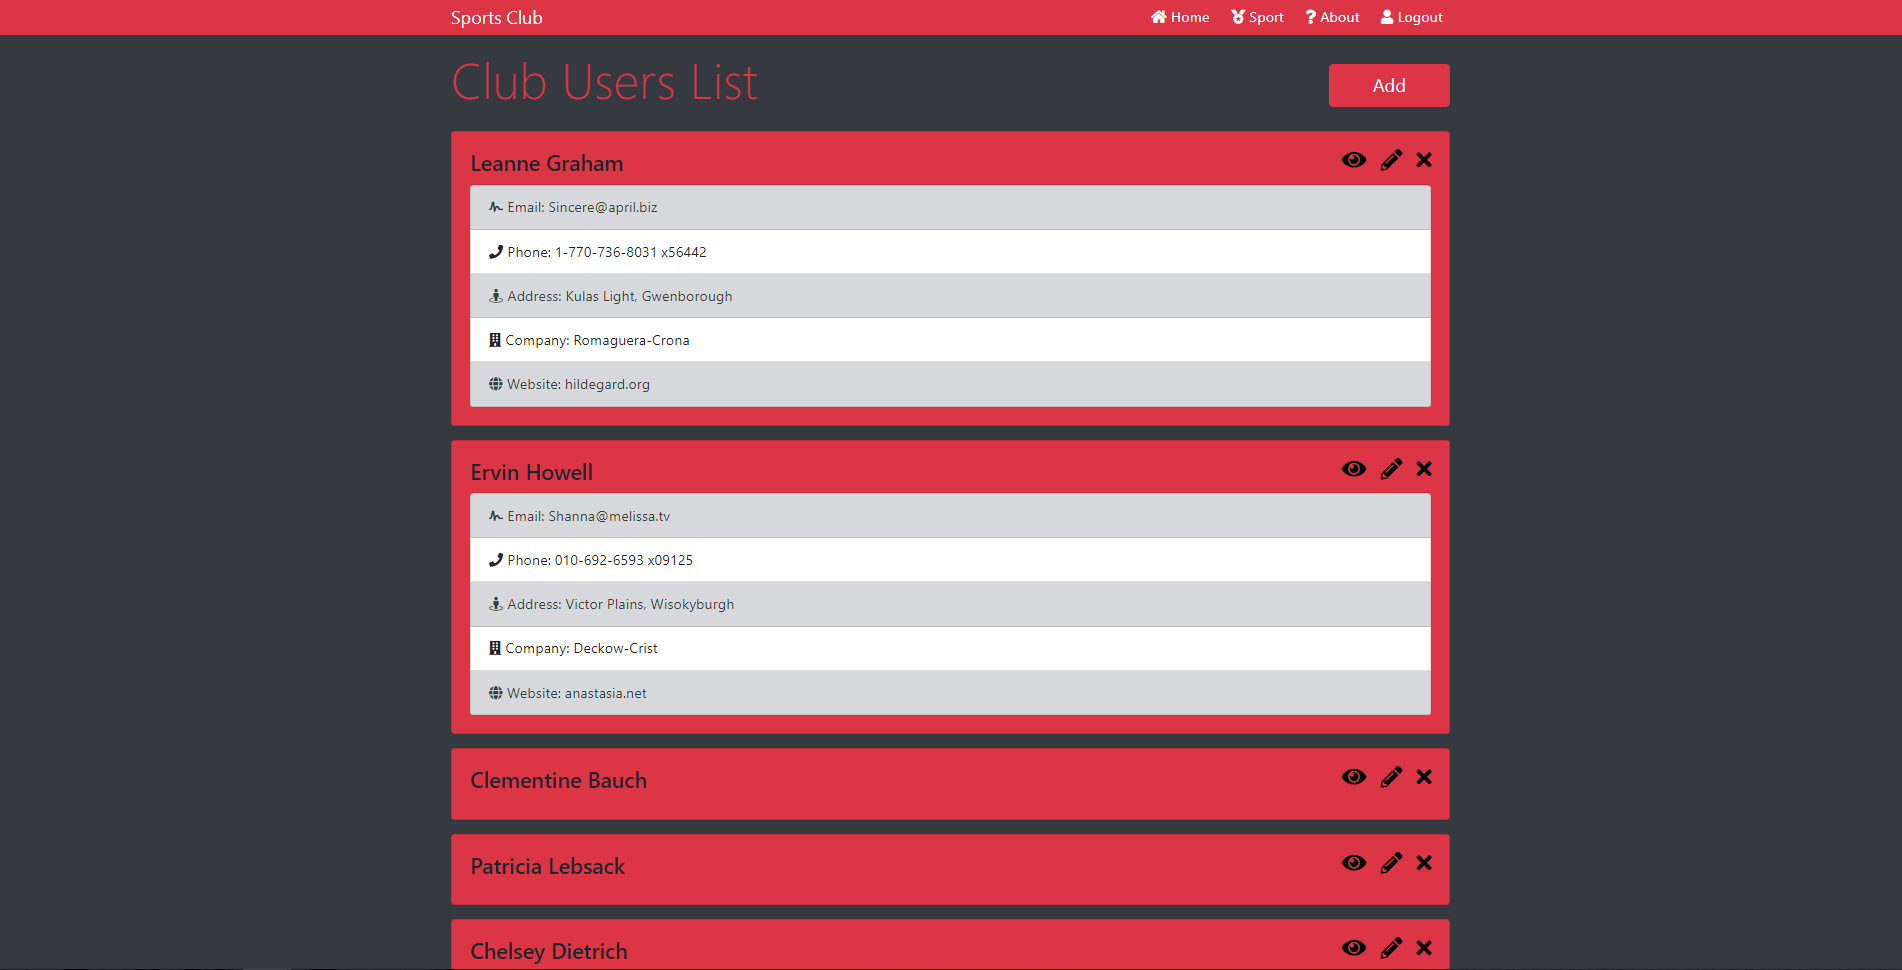 Sports Club
Home Sport About Logout
Club Users List
Add
Leanne Graham
Email: Sincere@april.biz
Phone: 1-770-736-8031 x56442
Address: Kulas Light, Gwenborough
Company: Romaguera-Crona
Website: hildegard.org
Ervin Howell
Email: Shanna@melissa.tv
Phone: 010-692-6593 x09125
Address: Victor Plains, Wisokyburgh
Company: Deckow-Crist
Website: anastasia.net
Clementine Bauch
Patricia Lebsack
Chelsey Dietrich